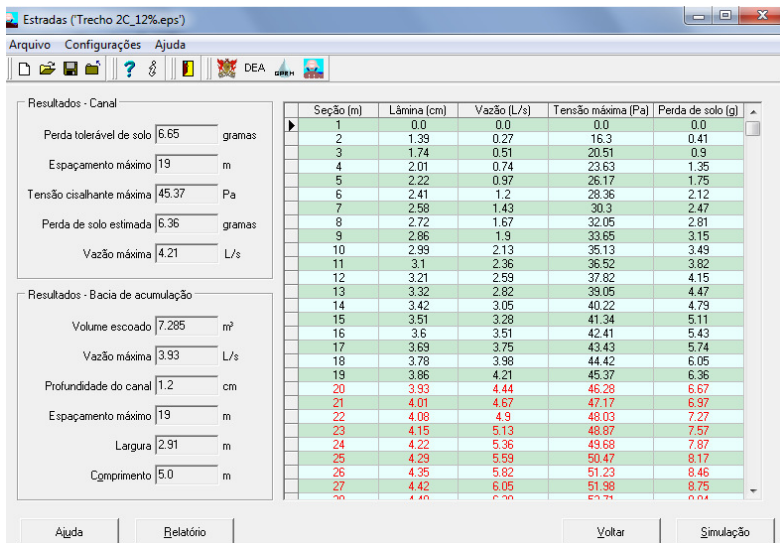 Estradas ('Trecho 2C_12%.eps')
Arquivo Configurações Ajuda
DEA
GPRH
Resultados - Canal
Perda tolerável de solo 6.65 gramas
Espaçamento máximo 19 m
Tensão cisalhante máxima 45.37 Pa
Perda de solo estimada 6.36 gramas
Vazão máxima 4.21 L/s
Resultados - Bacia de acumulação
Volume escoado 7.285 m³
Vazão máxima 3.93 L/s
Profundidade do canal 1.2 cm
Espaçamento máximo 19 m
Largura 2.91 m
Comprimento 5.0 m
Seção (m) Lâmina (cm) Vazão (L/s) Tensão máxima (Pa) Perda de solo (g)
1 0.0 0.0 0.0 0.0
2 1.39 0.27 16.3 0.41
3 1.74 0.51 20.51 0.9
4 2.01 0.74 23.63 1.35
5 2.22 0.97 26.17 1.75
6 2.41 1.2 28.36 2.12
7 2.58 1.43 30.3 2.47
8 2.72 1.67 32.05 2.81
9 2.86 1.9 33.65 3.15
10 2.99 2.13 35.13 3.49
11 3.1 2.36 36.52 3.82
12 3.21 2.59 37.82 4.15
13 3.32 2.82 39.05 4.47
14 3.42 3.05 40.22 4.79
15 3.51 3.28 41.34 5.11
16 3.6 3.51 42.41 5.43
17 3.69 3.75 43.43 5.74
18 3.78 3.98 44.42 6.05
19 3.86 4.21 45.37 6.36
20 3.93 4.44 46.28 6.67
21 4.01 4.67 47.17 6.97
22 4.08 4.9 48.03 7.27
23 4.15 5.13 48.87 7.57
24 4.22 5.36 49.68 7.87
25 4.29 5.59 50.47 8.17
26 4.35 5.82 51.23 8.46
27 4.42 6.05 51.98 8.75
Ajuda Relatório Voltar Simulação